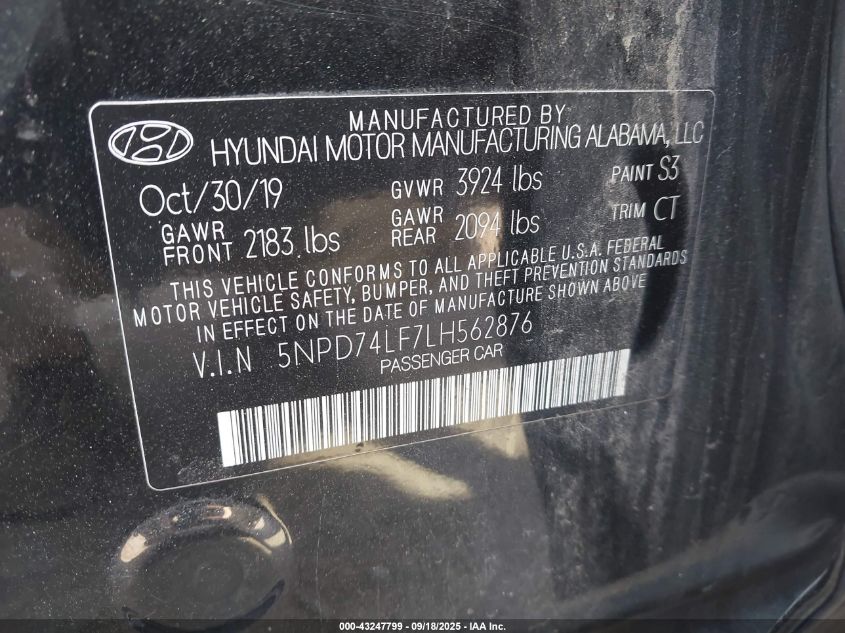 MANUFACTURED BY
HYUNDAI MOTOR MANUFACTURING ALABAMA, LLC
Oct/30/19 GVWR 3924 lbs PAINT S3
GAWR FRONT 2183 lbs GAWR REAR 2094 lbs TRIM CT
THIS VEHICLE CONFORMS TO ALL APPLICABLE U.S.A. FEDERAL
MOTOR VEHICLE SAFETY, BUMPER, AND THEFT PREVENTION STANDARDS
IN EFFECT ON THE DATE OF MANUFACTURE SHOWN ABOVE
V.I.N 5NPD74LF7LH562876
PASSENGER CAR
000-43247799 - 09/18/2025 - IAA Inc.